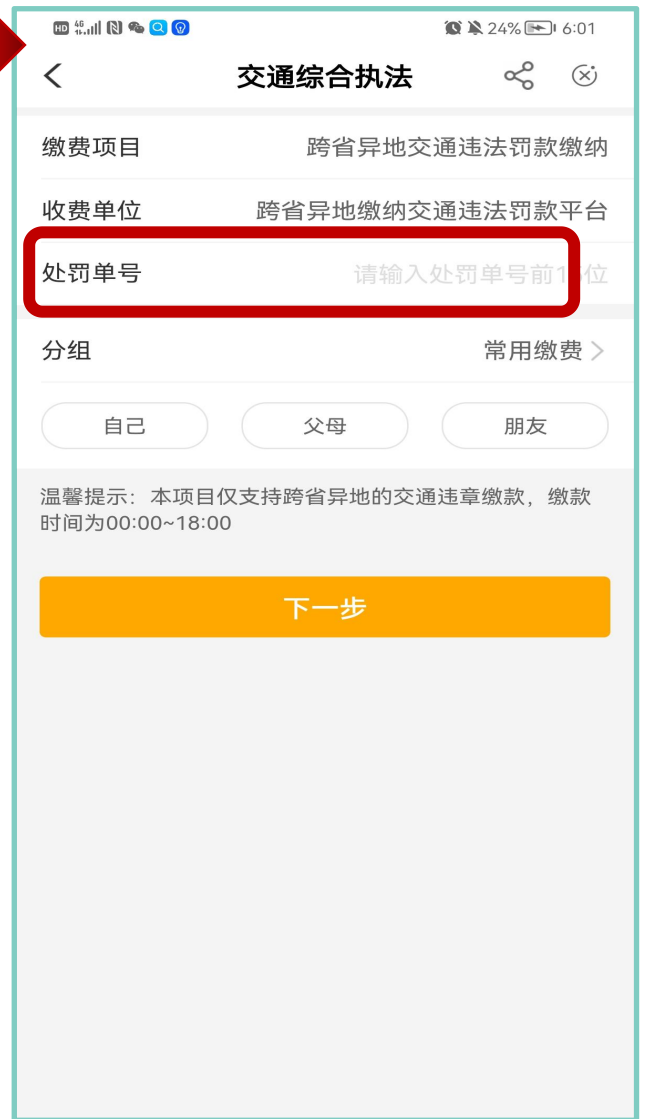 HD 46 24% 6:01
交通综合执法
缴费项目 跨省异地交通违法罚款缴纳
收费单位 跨省异地缴纳交通违法罚款平台
处罚单号 请输入处罚单号前1 位
分组 常用缴费
自己 父母 朋友
温馨提示：本项目仅支持跨省异地的交通违章缴款，缴款
时间为00:00~18:00
下一步